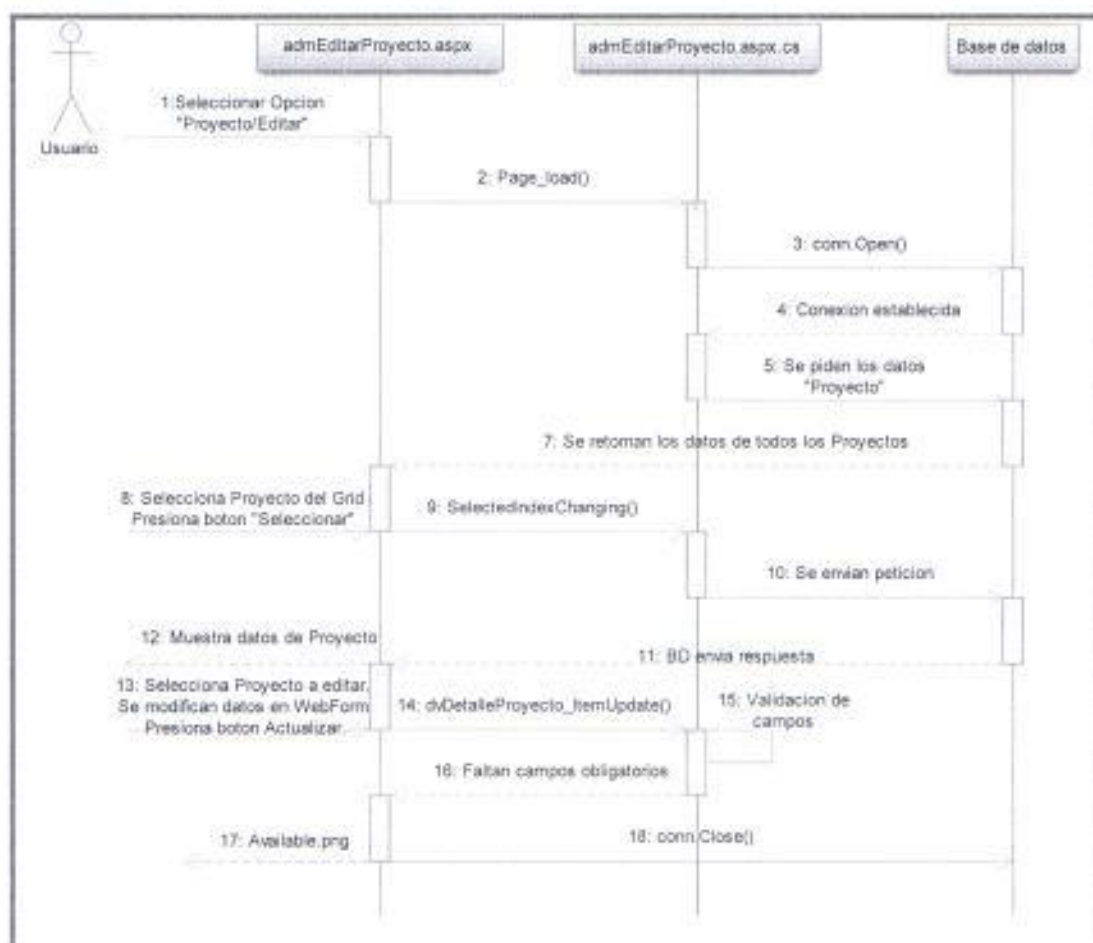 admEditarProyecto.aspx
admEditarProyecto.aspx.cs
Base de datos
Usuario
1:Seleccionar Opcion
"Proyecto/Editar"
2: Page_load()
3: conn.Open()
4: Conexion establecida
5: Se piden los datos
"Proyecto"
7: Se retornan los datos de todos los Proyectos
8: Selecciona Proyecto del Grid
Presiona boton "Seleccionar"
9: SelectedIndexChanging()
10: Se envian peticion
11: BD envia respuesta
12: Muestra datos de Proyecto
13: Selecciona Proyecto a editar.
Se modifican datos en WebForm
Presiona boton Actualizar.
14: dvDetalleProyecto_ItemUpdate()
15: Validacion de
campos
16: Faltan campos obligatorios
17: Available.png
18: conn.Close()